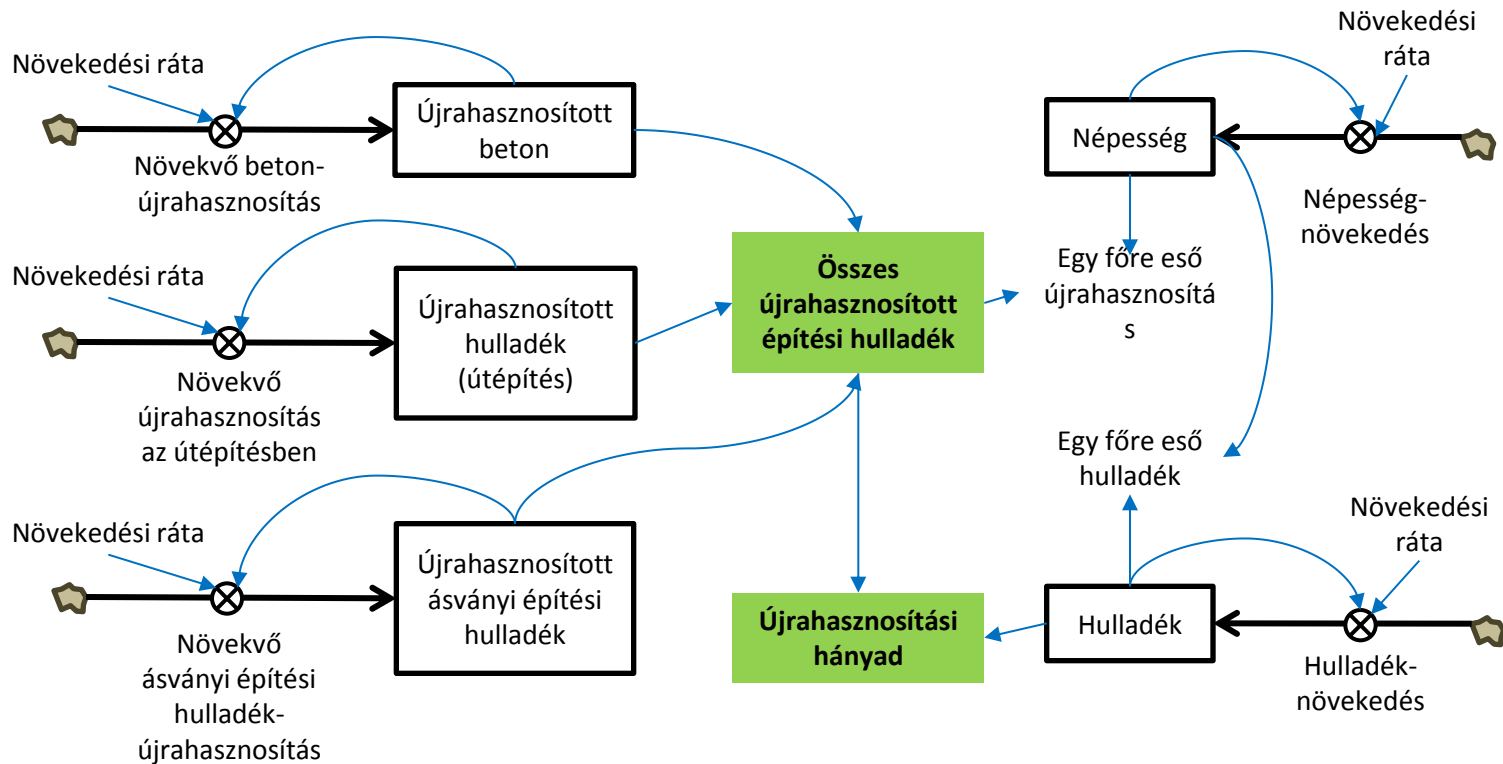 Növekedési ráta
Újrahasznosított
beton
Növekvő beton-
újrahasznosítás
Növekedési ráta
Újrahasznosított
hulladék
(útépítés)
Növekvő
újrahasznosítás
az útépítésben
Növekedési ráta
Újrahasznosított
ásványi építési
hulladék
Növekvő
ásványi építési
hulladék-
újrahasznosítás
Összes
újrahasznosított
építési hulladék
Újrahasznosítási
hányad
Növekedési
ráta
Népesség
Népesség-
növekedés
Egy főre eső
újrahasznosítá
s
Egy főre eső
hulladék
Növekedési
ráta
Hulladék
Hulladék-
növekedés